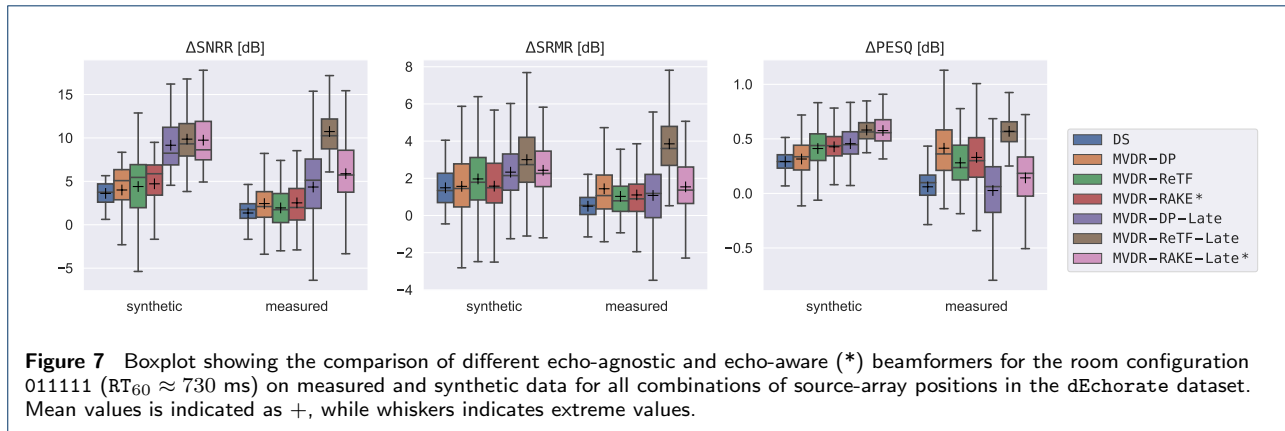 ΔSNRR [dB]
15
10
5
0
−5
synthetic measured
ΔSRMR [dB]
8
6
4
2
0
−2
−4
synthetic measured
ΔPESQ [dB]
1.0
0.5
0.0
−0.5
synthetic measured
DS
MVDR-DP
MVDR-ReTF
MVDR-RAKE*
MVDR-DP-Late
MVDR-ReTF-Late
MVDR-RAKE-Late*
Figure 7 Boxplot showing the comparison of different echo-agnostic and echo-aware (*) beamformers for the room configuration
011111 (RT60 ≈ 730 ms) on measured and synthetic data for all combinations of source-array positions in the dEchorate dataset.
Mean values is indicated as +, while whiskers indicates extreme values.